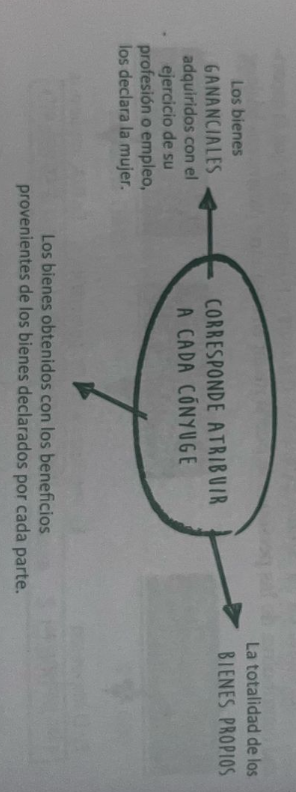 CORRESPONDE ATRIBUIR
A CADA CÓNYUGE
Los bienes
GANANCIALES
adquiridos con el
ejercicio de su
profesión o empleo,
los declara la mujer.
La totalidad de los
BIENES PROPIOS
Los bienes obtenidos con los beneficios
provenientes de los bienes declarados por cada parte.